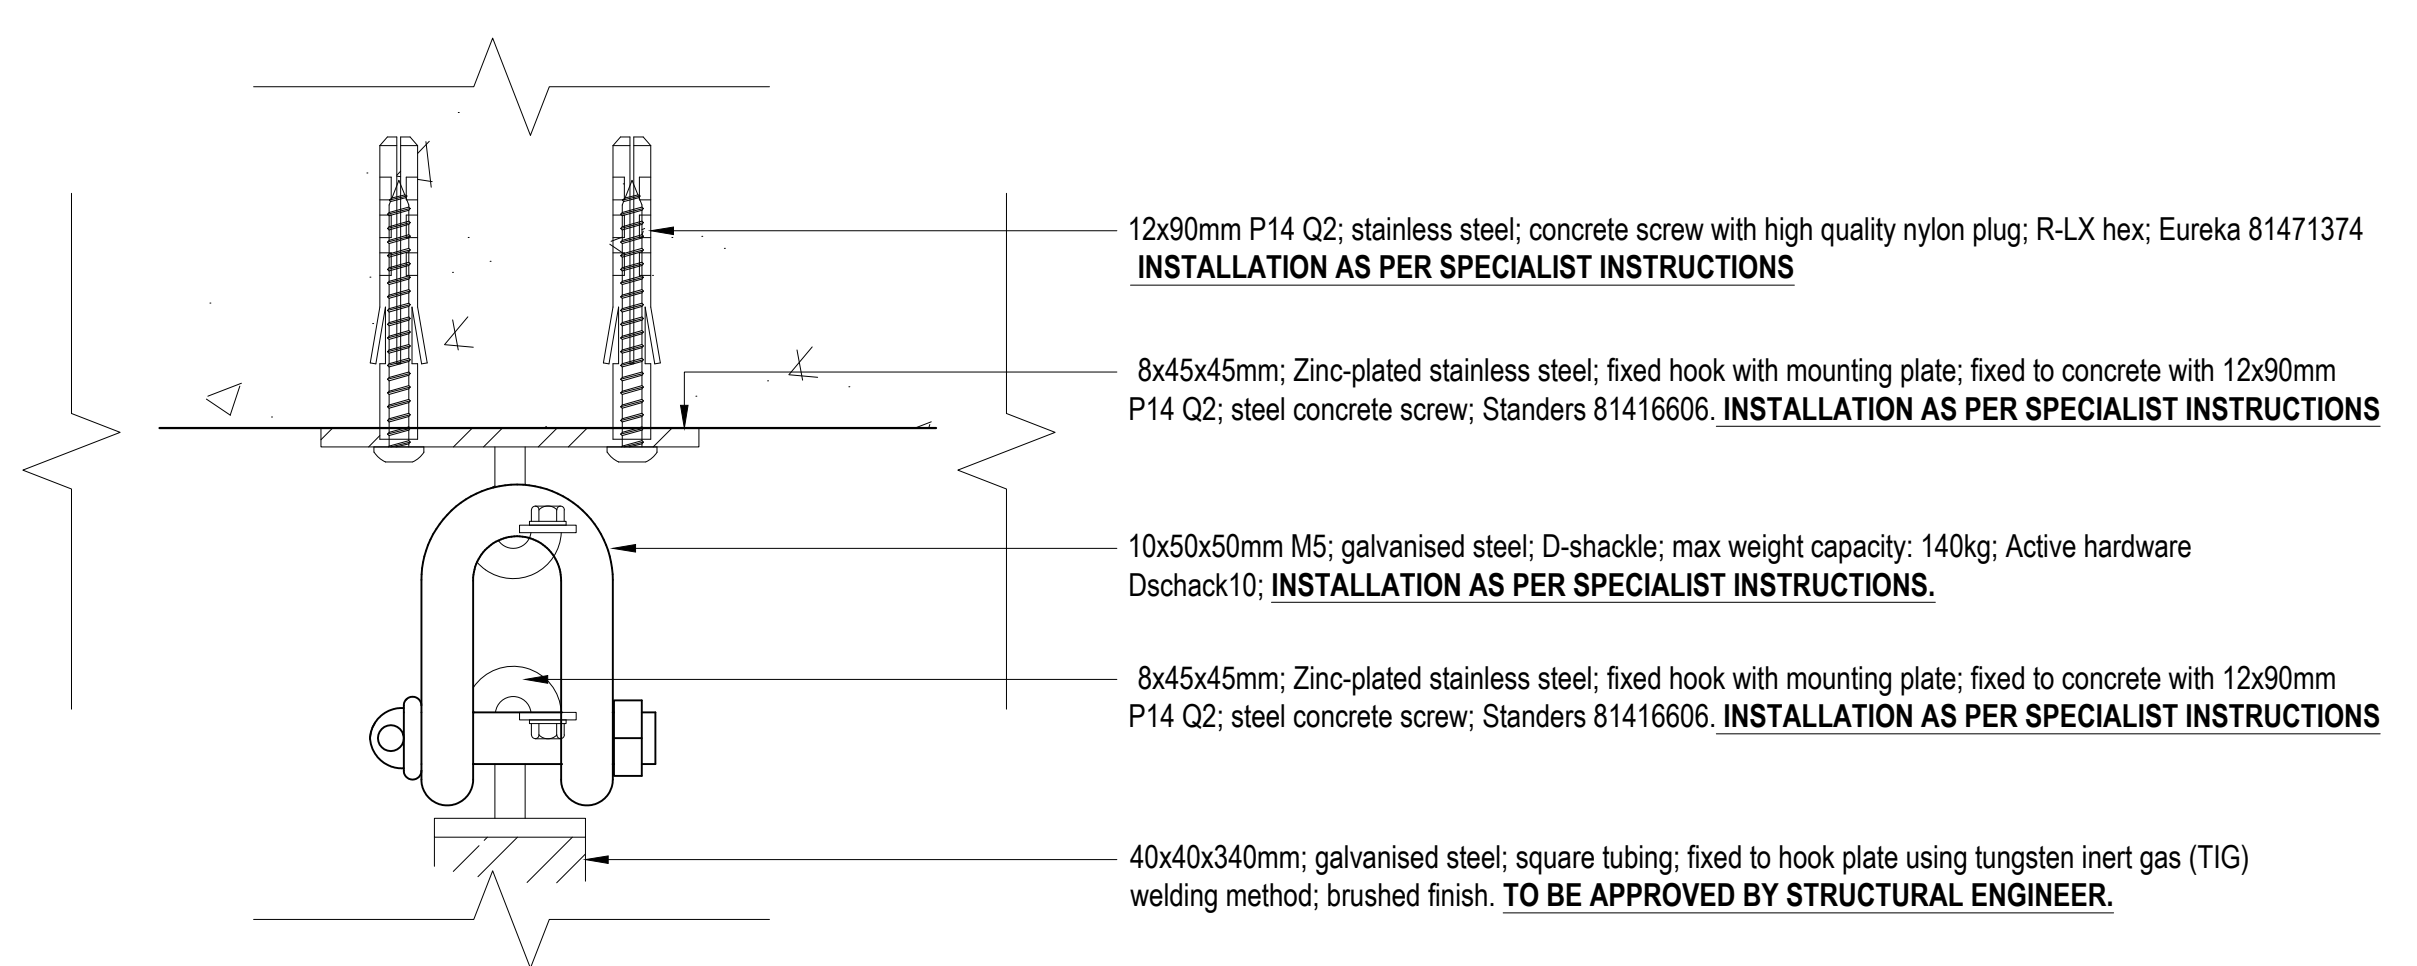 12x90mm P14 Q2; stainless steel; concrete screw with high quality nylon plug; R-LX hex; Eureka 81471374
INSTALLATION AS PER SPECIALIST INSTRUCTIONS
8x45x45mm; Zinc-plated stainless steel; fixed hook with mounting plate; fixed to concrete with 12x90mm
P14 Q2; steel concrete screw; Standers 81416606. INSTALLATION AS PER SPECIALIST INSTRUCTIONS
10x50x50mm M5; galvanised steel; D-shackle; max weight capacity: 140kg; Active hardware
Dschack10; INSTALLATION AS PER SPECIALIST INSTRUCTIONS.
8x45x45mm; Zinc-plated stainless steel; fixed hook with mounting plate; fixed to concrete with 12x90mm
P14 Q2; steel concrete screw; Standers 81416606. INSTALLATION AS PER SPECIALIST INSTRUCTIONS
40x40x340mm; galvanised steel; square tubing; fixed to hook plate using tungsten inert gas (TIG)
welding method; brushed finish. TO BE APPROVED BY STRUCTURAL ENGINEER.